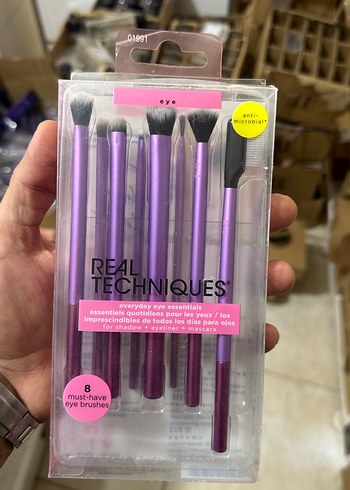 01991
eye
anti-
microbial*
REAL
TECHNIQUES®
everyday eye essentials
essentiels quotidiens pour les yeux / los
imprescindibles de todos los días para ojos
for shadow + eyeliner + mascara
8
must-have
eye brushes